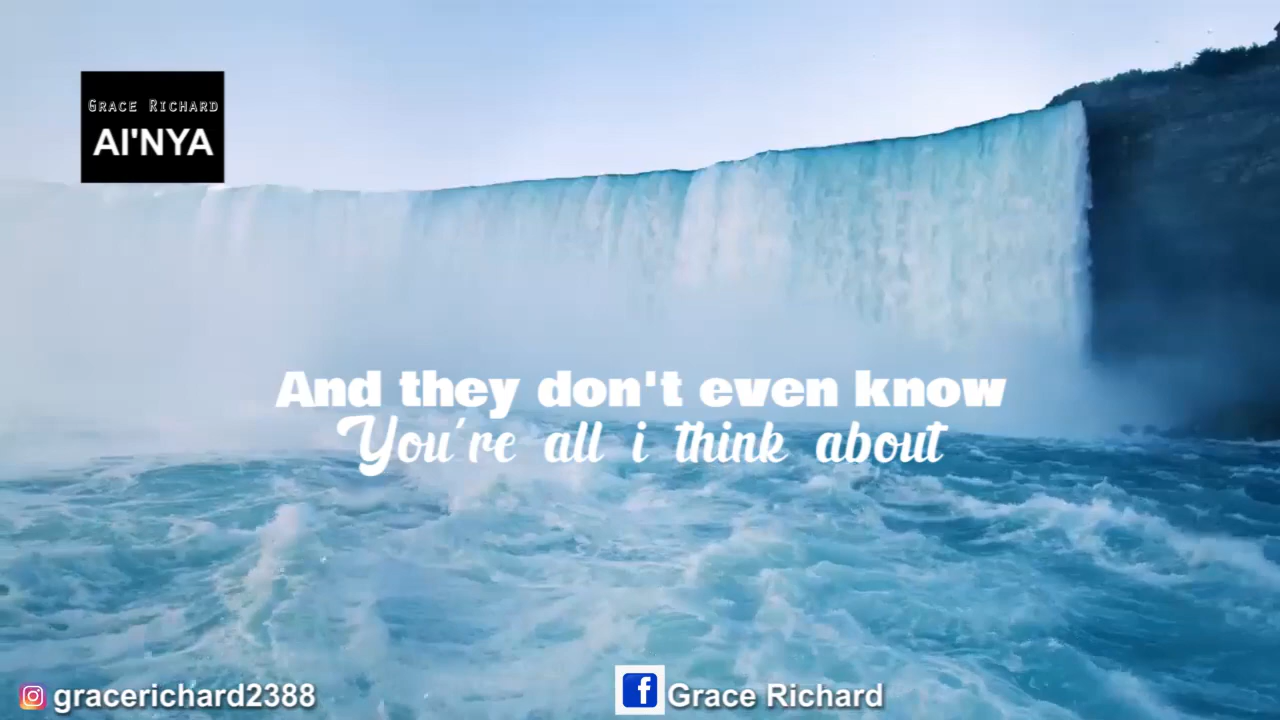 Grace Richard
AI'NYA
And they don't even know
You're all i think about
gracerichard2388
Grace Richard